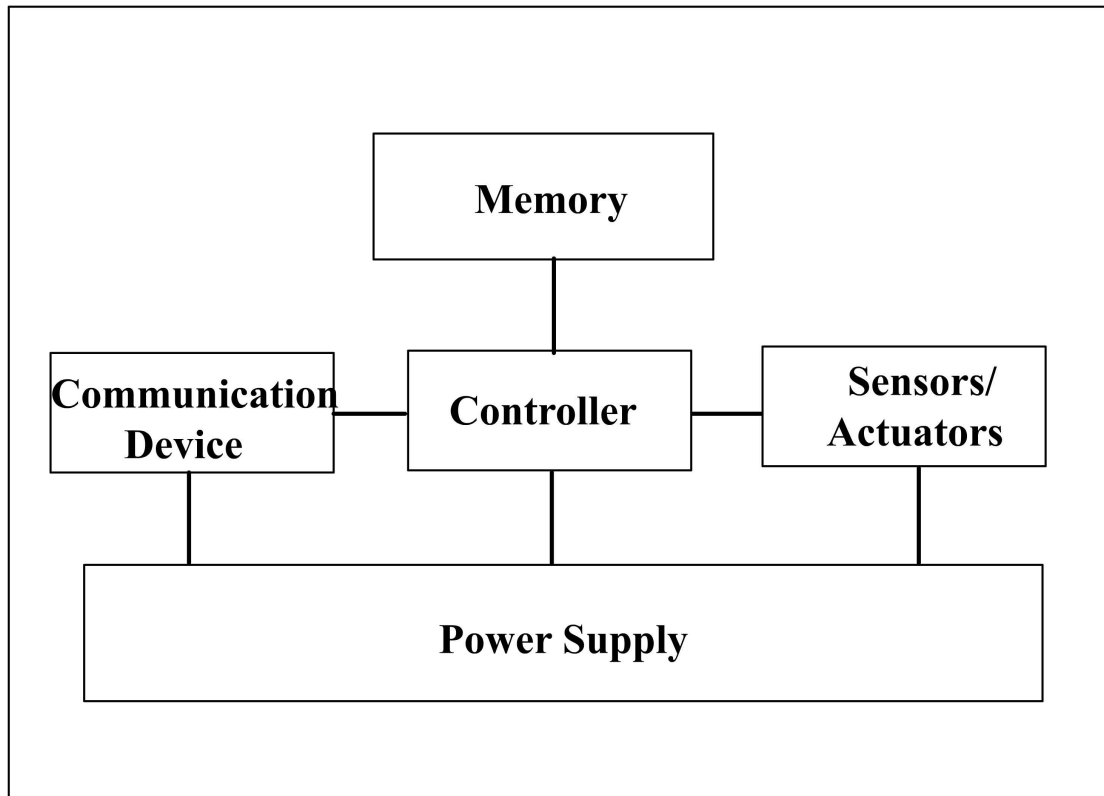 Memory
Communication
Device
Controller
Sensors/
Actuators
Power Supply